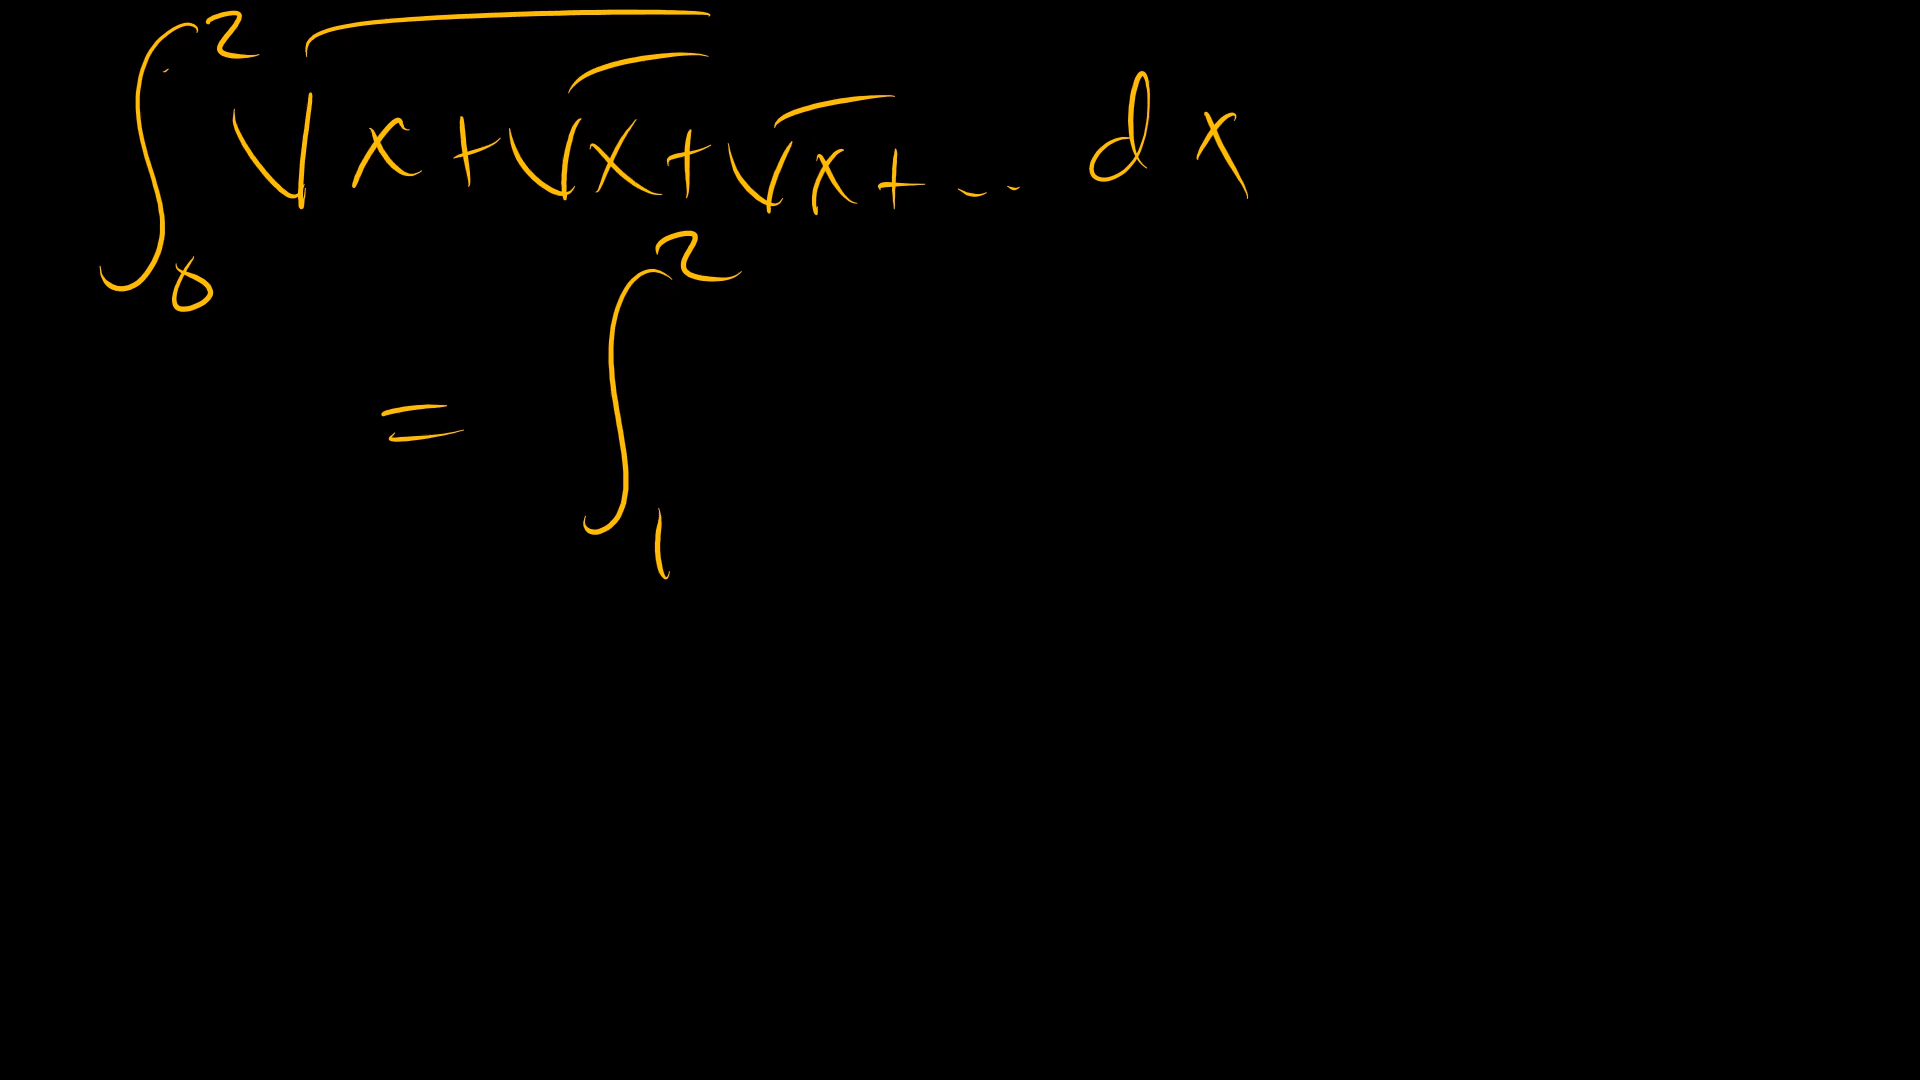 ∫₀² √(x+√(x+√(x+...))) dx
= ∫₁²